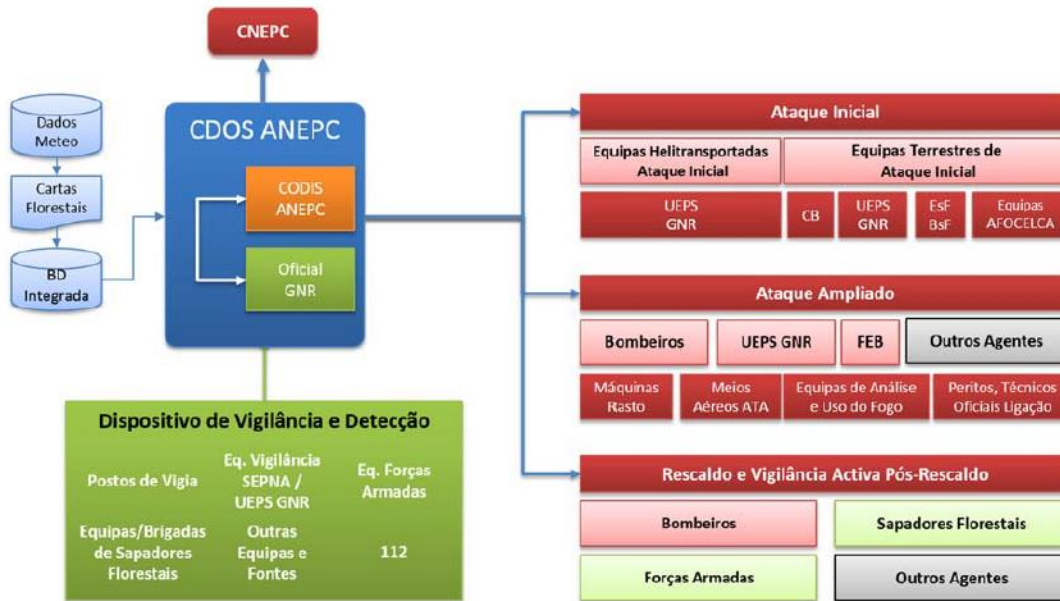 CNEPC
Dados
Meteo
Cartas
Florestais
BD
Integrada
CDOS ANEPC
CODIS
ANEPC
Oficial
GNR
Dispositivo de Vigilância e Detecção
Postos de Vigia
Eq. Vigilância
SEPNA /
UEPS GNR
Eq. Forças
Armadas
Equipas/Brigadas
de Sapadores
Florestais
Outras
Equipas e
Fontes
112
Ataque Inicial
Equipas Helitransportadas
Ataque Inicial
Equipas Terrestres de
Ataque Inicial
UEPS
GNR
CB
UEPS
GNR
EsF
BsF
Equipas
AFOCELCA
Ataque Ampliado
Bombeiros
UEPS GNR
FEB
Outros Agentes
Máquinas
Rasto
Meios
Aéreos ATA
Equipas de Análise
e Uso do Fogo
Peritos, Técnicos
Oficiais Ligação
Rescaldo e Vigilância Activa Pós-Rescaldo
Bombeiros
Sapadores Florestais
Forças Armadas
Outros Agentes